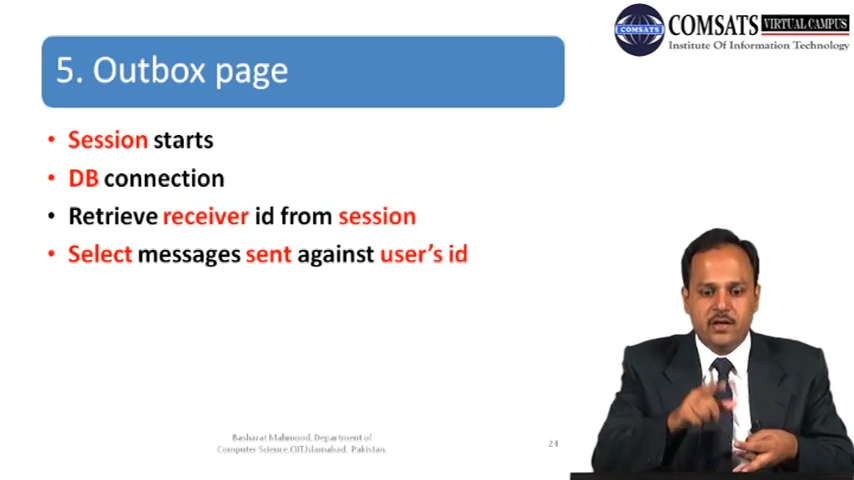 COMSATS VIRTUAL CAMPUS
Institute Of Information Technology
COMSATS
5. Outbox page
• Session starts
• DB connection
• Retrieve receiver id from session
• Select messages sent against user's id
Basharat Mahmood, Department of
Computer Science,CIIT,Islamabad, Pakistan.
24